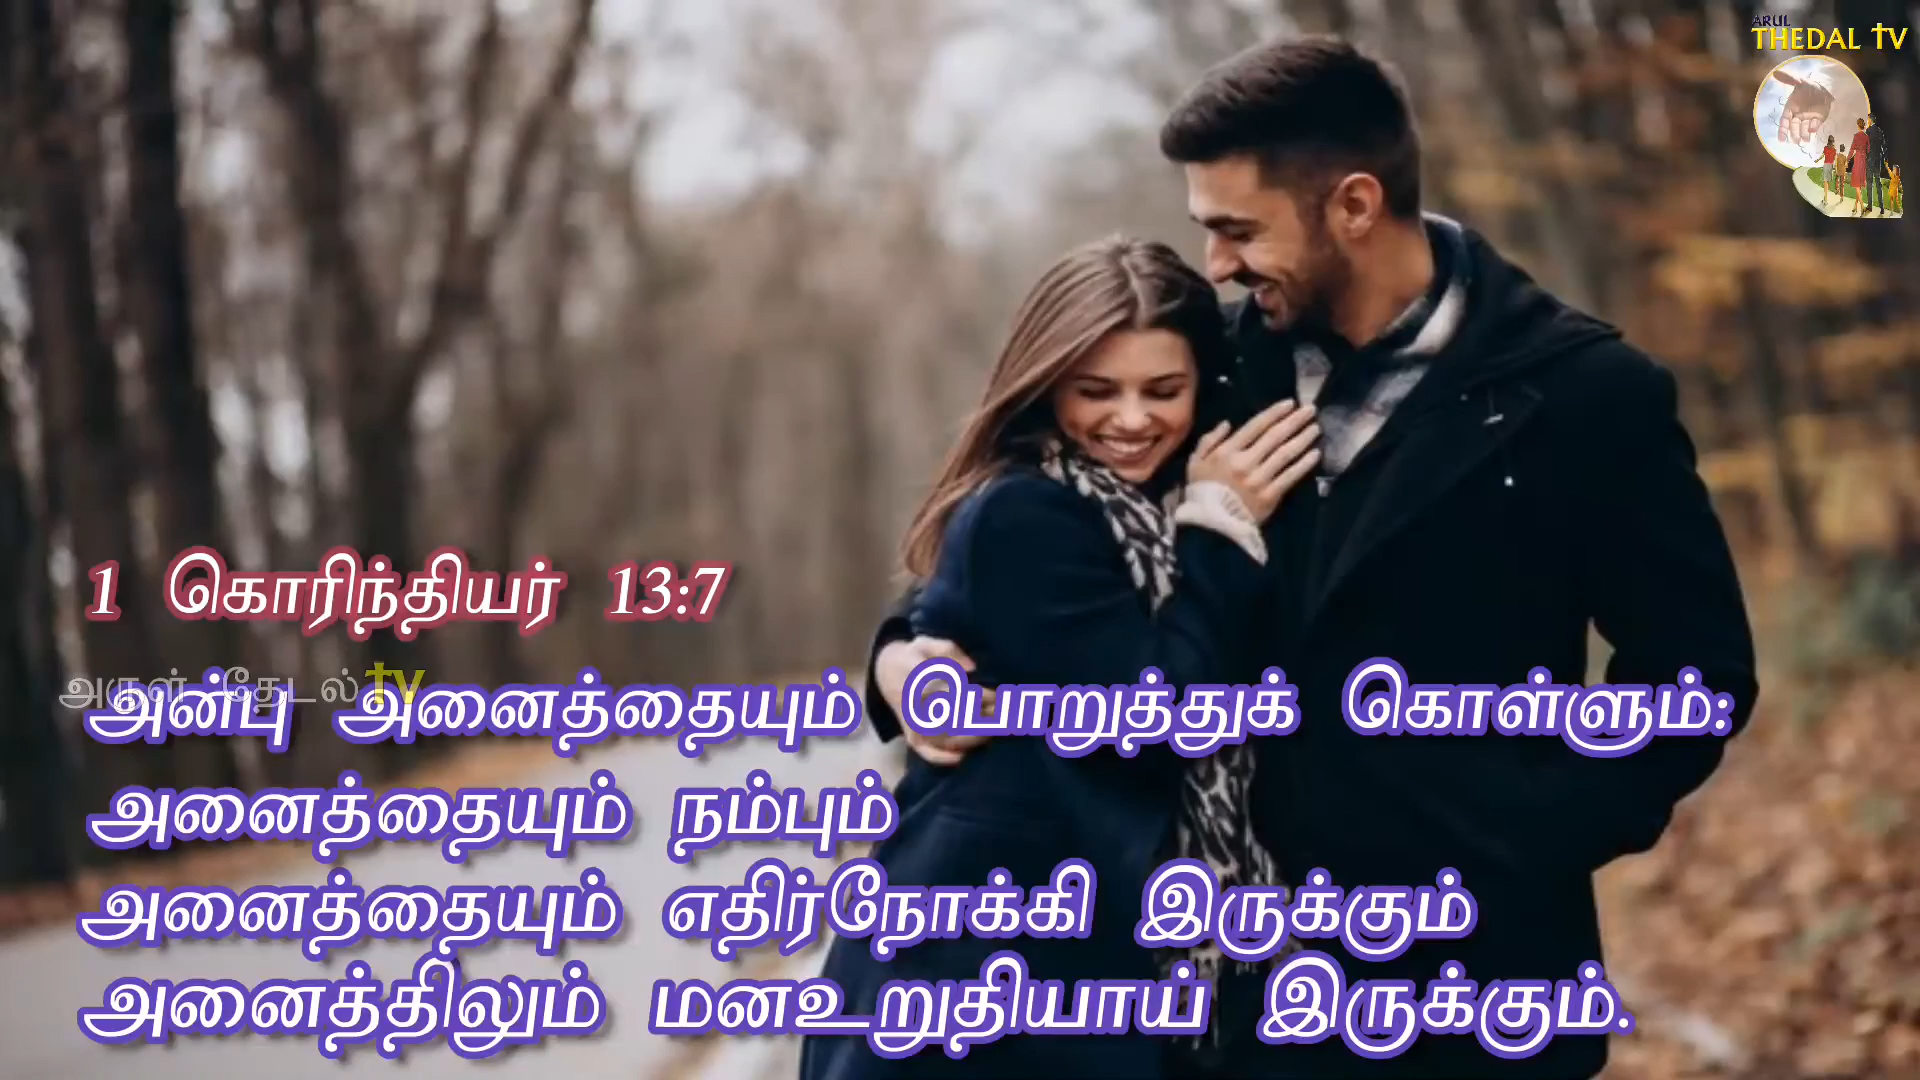 ARUL
THEDAL TV
1 கொரிந்தியர் 13:7
அருள் தேடல் TV
அன்பு அனைத்தையும் பொறுத்துக் கொள்ளும்:
அனைத்தையும் நம்பும்
அனைத்தையும் எதிர்நோக்கி இருக்கும்
அனைத்திலும் மனஉறுதியாய் இருக்கும்.